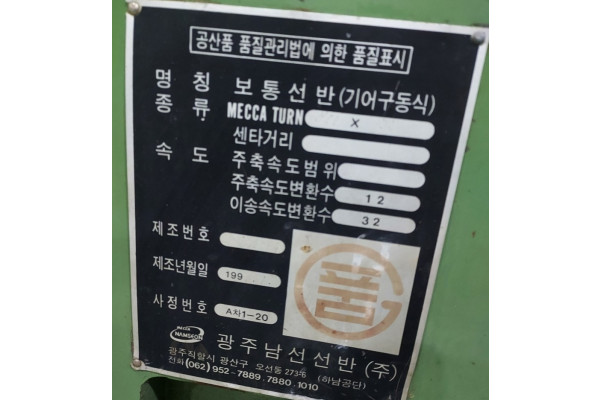 공산품 품질관리법에 의한 품질표시
명 칭 보통선반(기어구동식)
종 류 MECCA TURN X
센타거리
속 도 주축속도범위
주축속도변환수 12
이송속도변환수 32
제조번호
제조년월일 199
사정번호 A차1-20
품
MECCA NAMSEON 광주남선선반(주)
광주직할시 광산구 오선동 273-6 (하남공단)
전화 (062) 952-7889, 7880, 1010